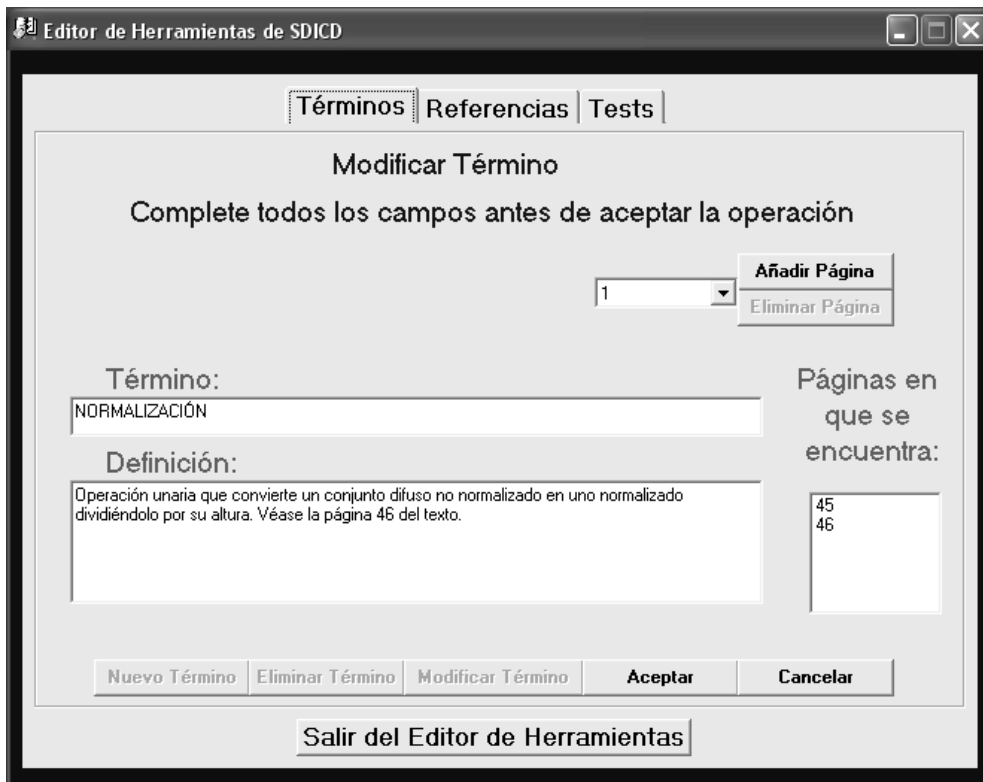 Editor de Herramientas de SDICD
Términos Referencias Tests
Modificar Término
Complete todos los campos antes de aceptar la operación
1
Añadir Página
Eliminar Página
Término:
NORMALIZACIÓN
Definición:
Operación unaria que convierte un conjunto difuso no normalizado en uno normalizado
dividiéndolo por su altura. Véase la página 46 del texto.
Páginas en
que se
encuentra:
45
46
Nuevo Término Eliminar Término Modificar Término Aceptar Cancelar
Salir del Editor de Herramientas